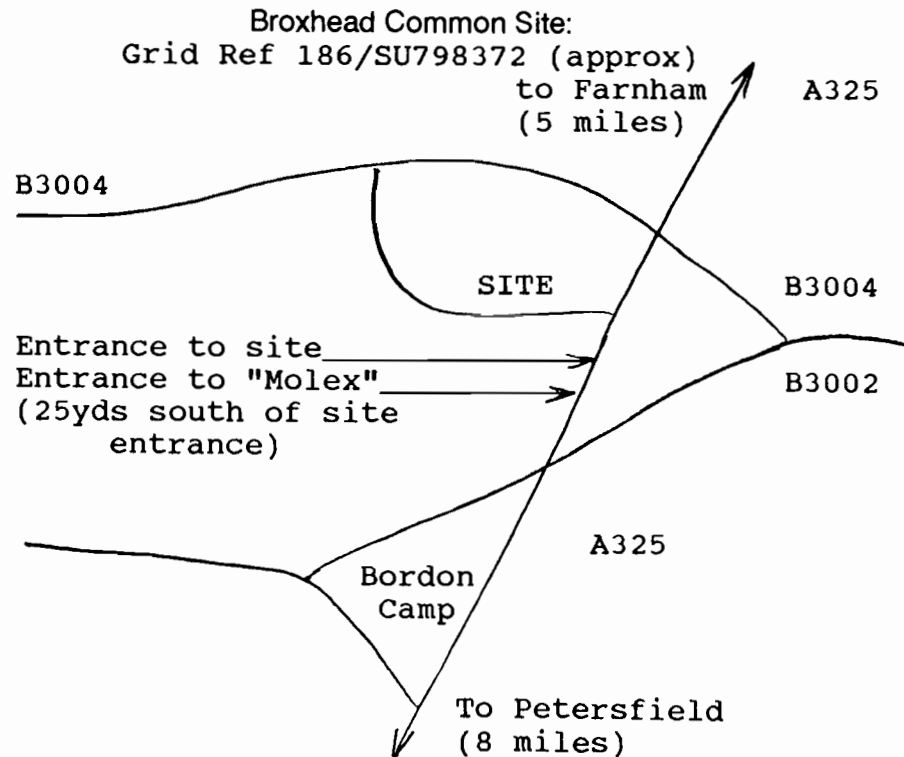 Broxhead Common Site:
Grid Ref 186/SU798372 (approx)
to Farnham
(5 miles)
A325
B3004
SITE
B3004
Entrance to site
Entrance to "Molex"
(25yds south of site
entrance)
B3002
A325
Bordon
Camp
To Petersfield
(8 miles)